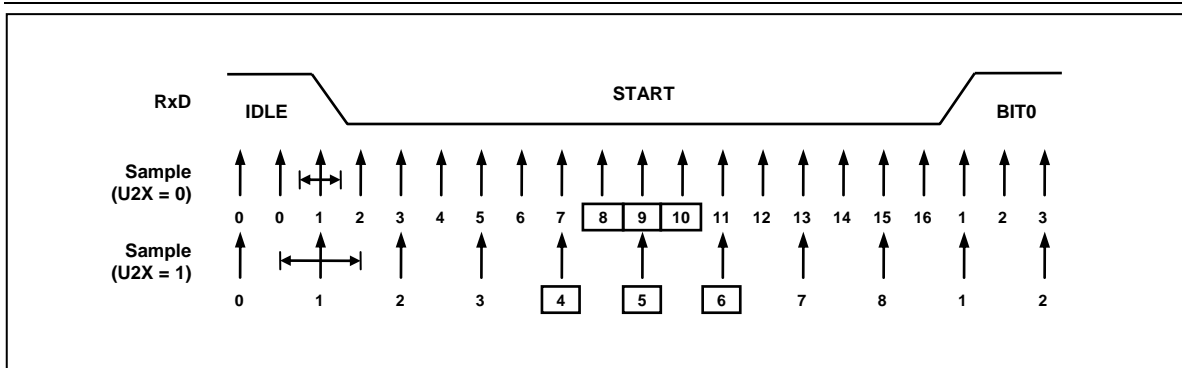 RxD
IDLE
START
BIT0
Sample
(U2X = 0)
0 0 1 2 3 4 5 6 7 8 9 10 11 12 13 14 15 16 1 2 3
Sample
(U2X = 1)
0 1 2 3 4 5 6 7 8 1 2